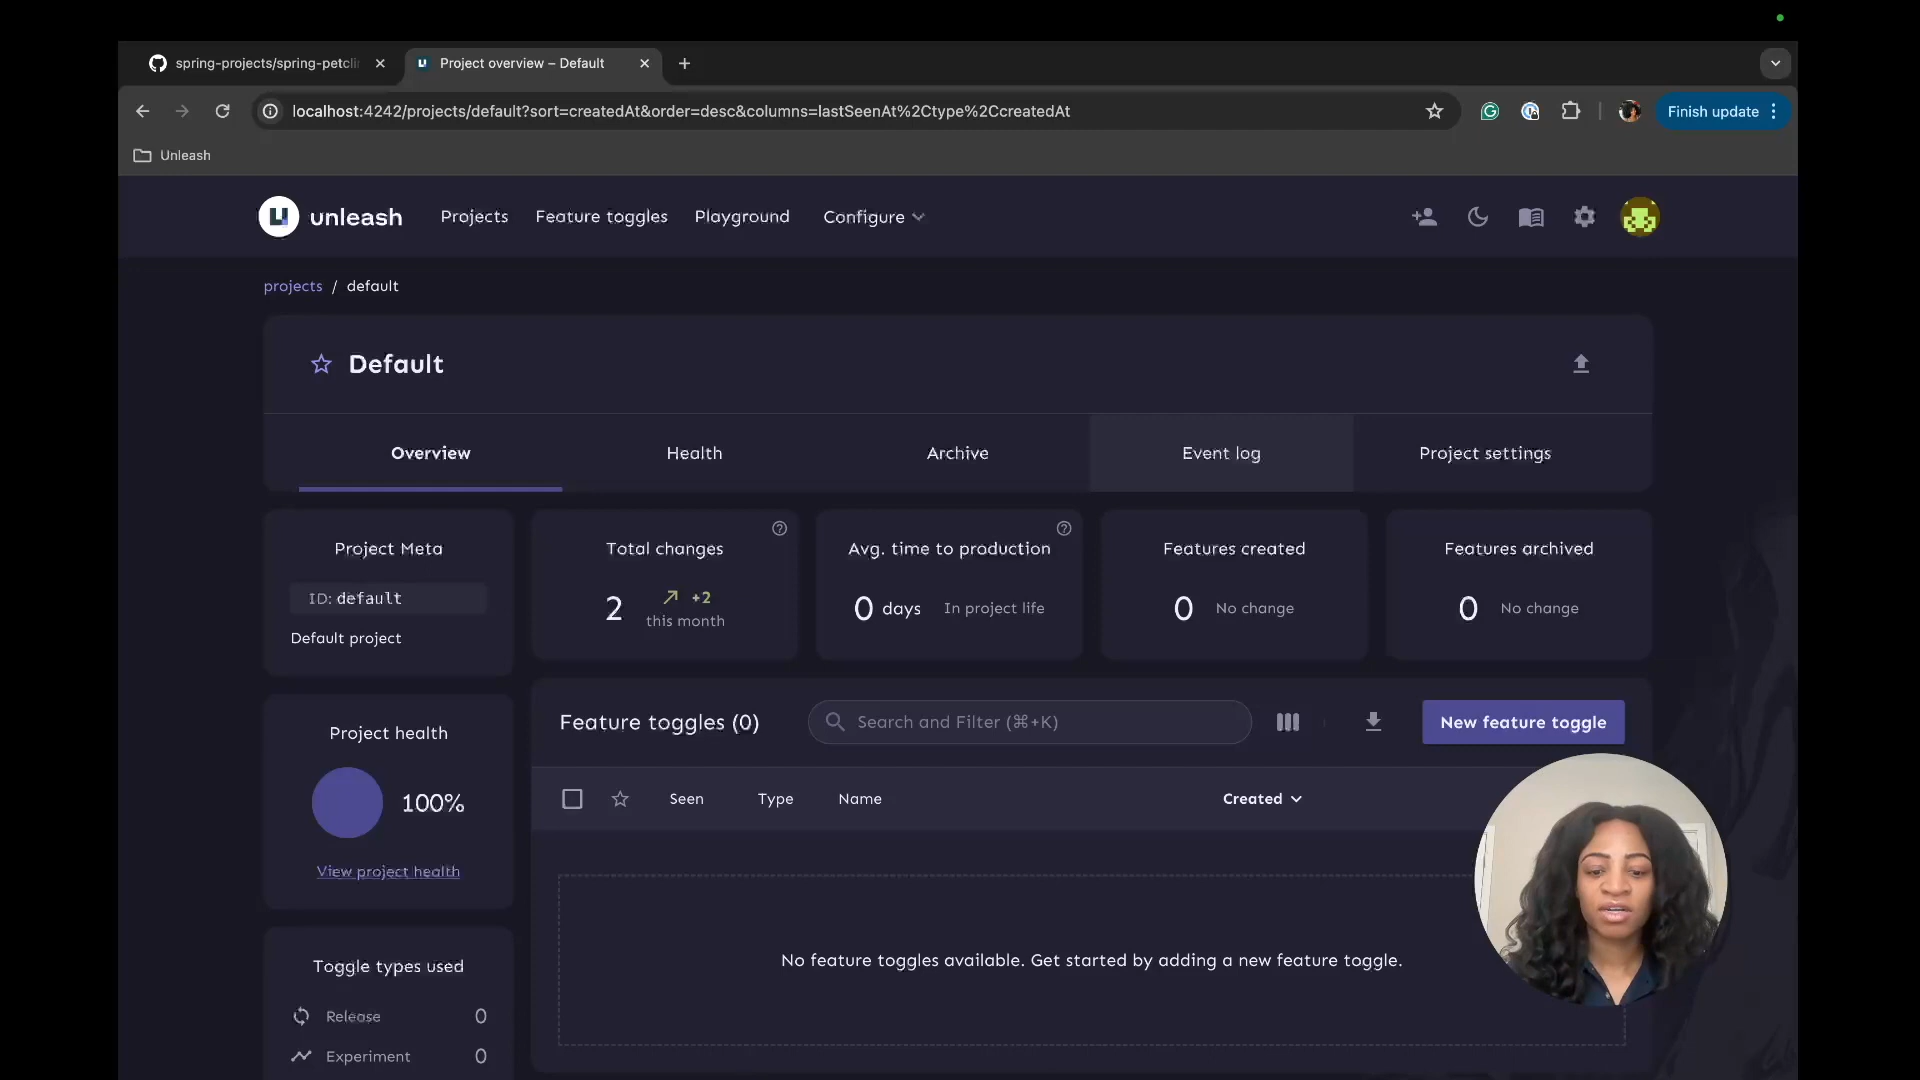 spring-projects/spring-petcli
Project overview – Default
localhost:4242/projects/default?sort=createdAt&order=desc&columns=lastSeenAt%2Ctype%2CcreatedAt
Finish update
Unleash
unleash
Projects
Feature toggles
Playground
Configure
projects / default
Default
Overview
Health
Archive
Event log
Project settings
Project Meta
ID: default
Default project
Total changes
2
+2
this month
Avg. time to production
0 days
In project life
Features created
0
No change
Features archived
0
No change
Project health
100%
View project health
Toggle types used
Release 0
Experiment 0
Feature toggles (0)
Search and Filter (⌘+K)
New feature toggle
Seen
Type
Name
Created
No feature toggles available. Get started by adding a new feature toggle.